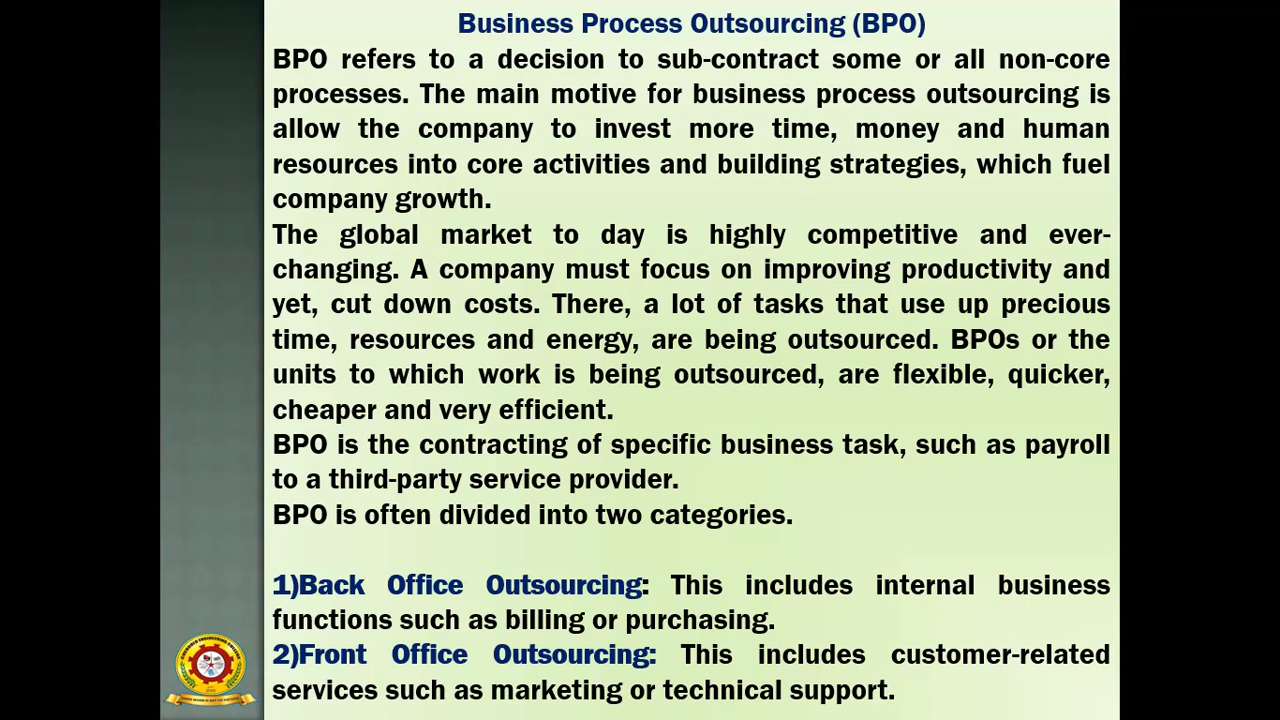 Business Process Outsourcing (BPO)
BPO refers to a decision to sub-contract some or all non-core
processes. The main motive for business process outsourcing is
allow the company to invest more time, money and human
resources into core activities and building strategies, which fuel
company growth.
The global market to day is highly competitive and ever-
changing. A company must focus on improving productivity and
yet, cut down costs. There, a lot of tasks that use up precious
time, resources and energy, are being outsourced. BPOs or the
units to which work is being outsourced, are flexible, quicker,
cheaper and very efficient.
BPO is the contracting of specific business task, such as payroll
to a third-party service provider.
BPO is often divided into two categories.
1)Back Office Outsourcing: This includes internal business
functions such as billing or purchasing.
2)Front Office Outsourcing: This includes customer-related
services such as marketing or technical support.